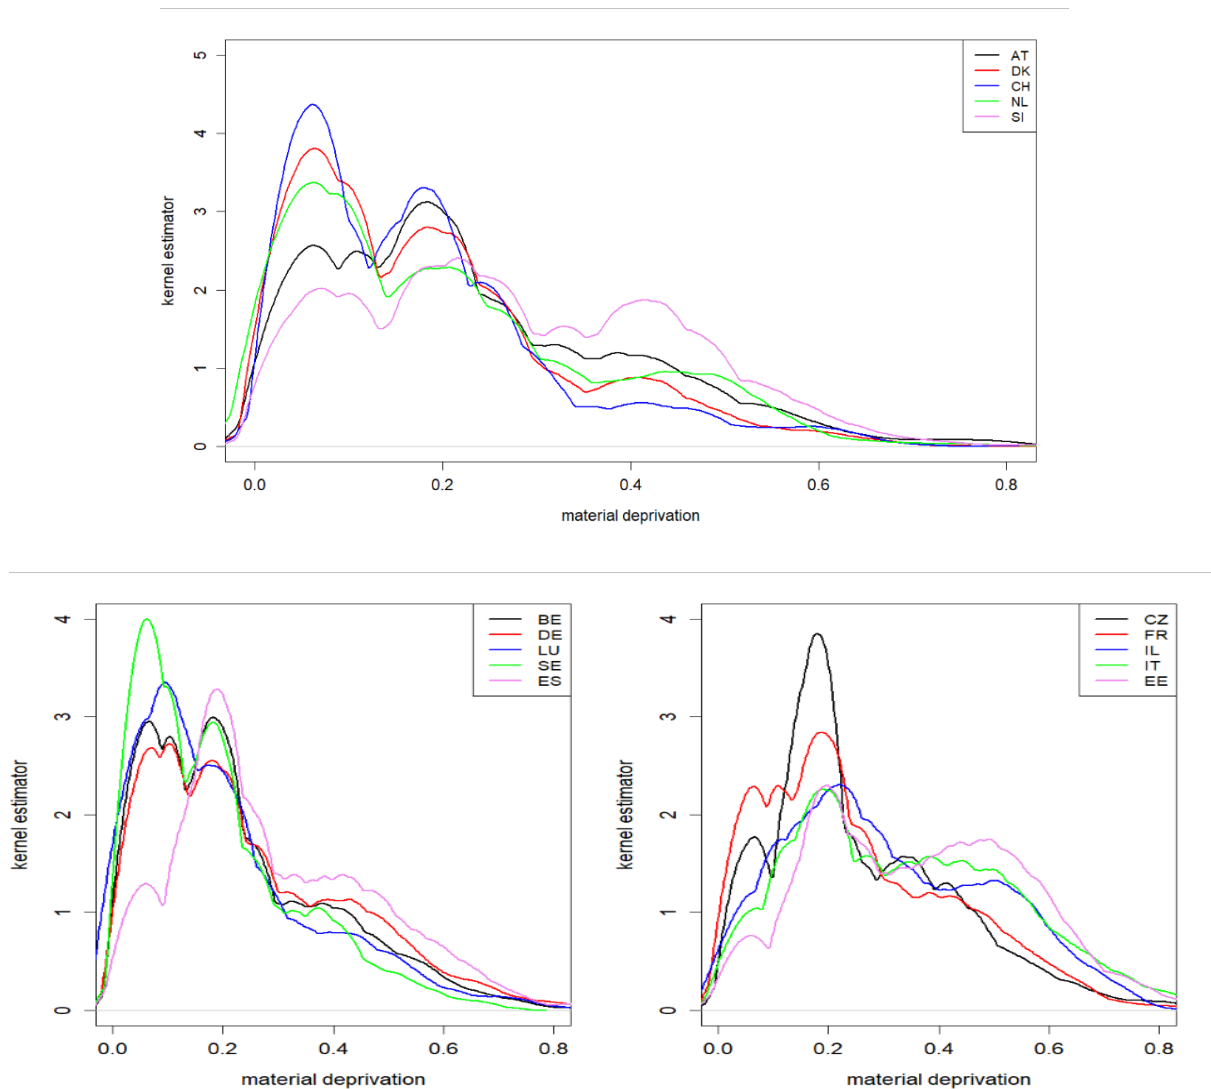 5
4
3
2
1
0
kernel estimator
AT
DK
CH
NL
SI
0.0 0.2 0.4 0.6 0.8
material deprivation
4
3
2
1
0
kernel estimator
BE
DE
LU
SE
ES
0.0 0.2 0.4 0.6 0.8
material deprivation
4
3
2
1
0
kernel estimator
CZ
FR
IL
IT
EE
0.0 0.2 0.4 0.6 0.8
material deprivation